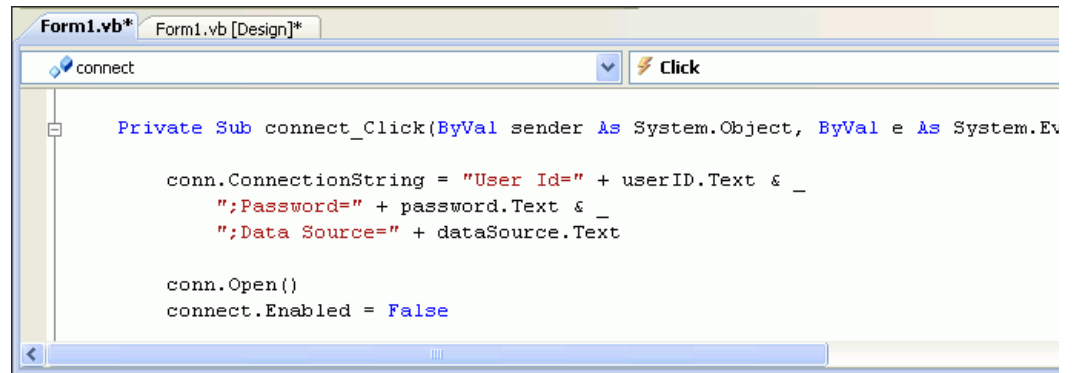 Form1.vb* Form1.vb [Design]*
connect Click
Private Sub connect_Click(ByVal sender As System.Object, ByVal e As System.Ev
conn.ConnectionString = "User Id=" + userID.Text & _
";Password=" + password.Text & _
";Data Source=" + dataSource.Text
conn.Open()
connect.Enabled = False